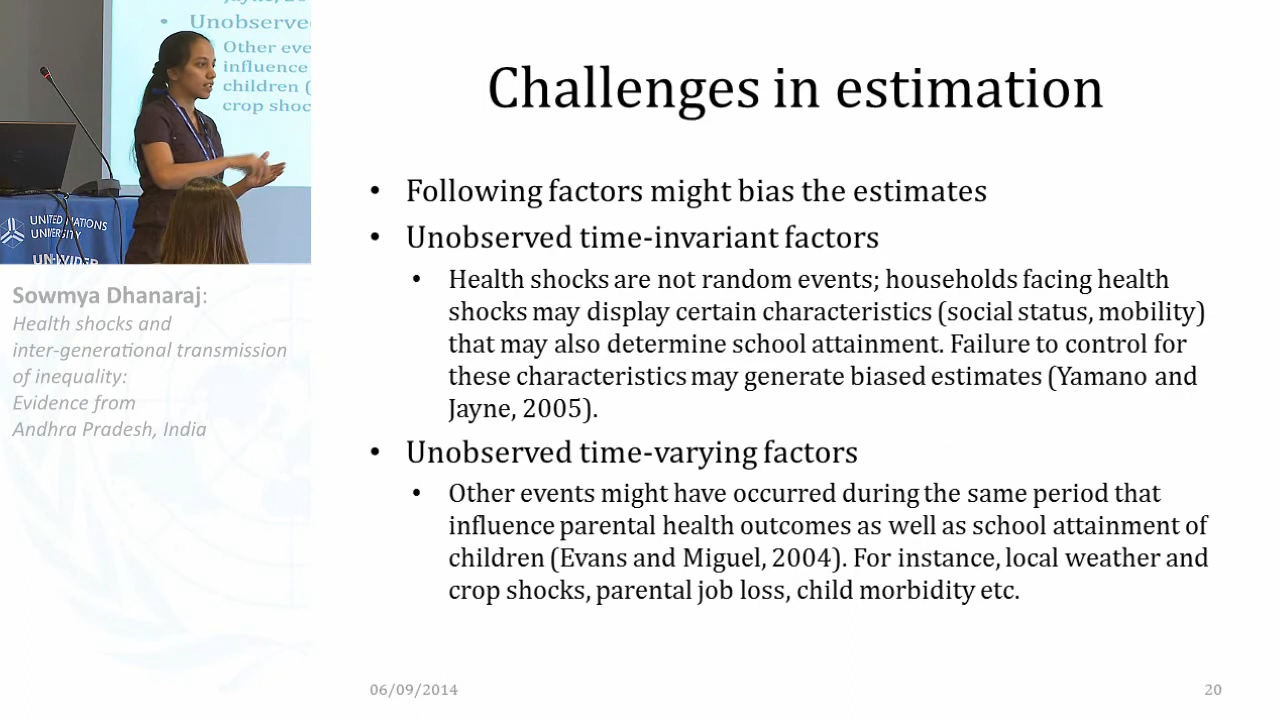 Unobserve
Other eve
influence
children (
crop shoc
UNITED NATIONS
UNIVERSITY
UNU-WIDER
Sowmya Dhanaraj:
Health shocks and
inter-generational transmission
of inequality:
Evidence from
Andhra Pradesh, India
Challenges in estimation
• Following factors might bias the estimates
• Unobserved time-invariant factors
• Health shocks are not random events; households facing health
shocks may display certain characteristics (social status, mobility)
that may also determine school attainment. Failure to control for
these characteristics may generate biased estimates (Yamano and
Jayne, 2005).
• Unobserved time-varying factors
• Other events might have occurred during the same period that
influence parental health outcomes as well as school attainment of
children (Evans and Miguel, 2004). For instance, local weather and
crop shocks, parental job loss, child morbidity etc.
06/09/2014
20